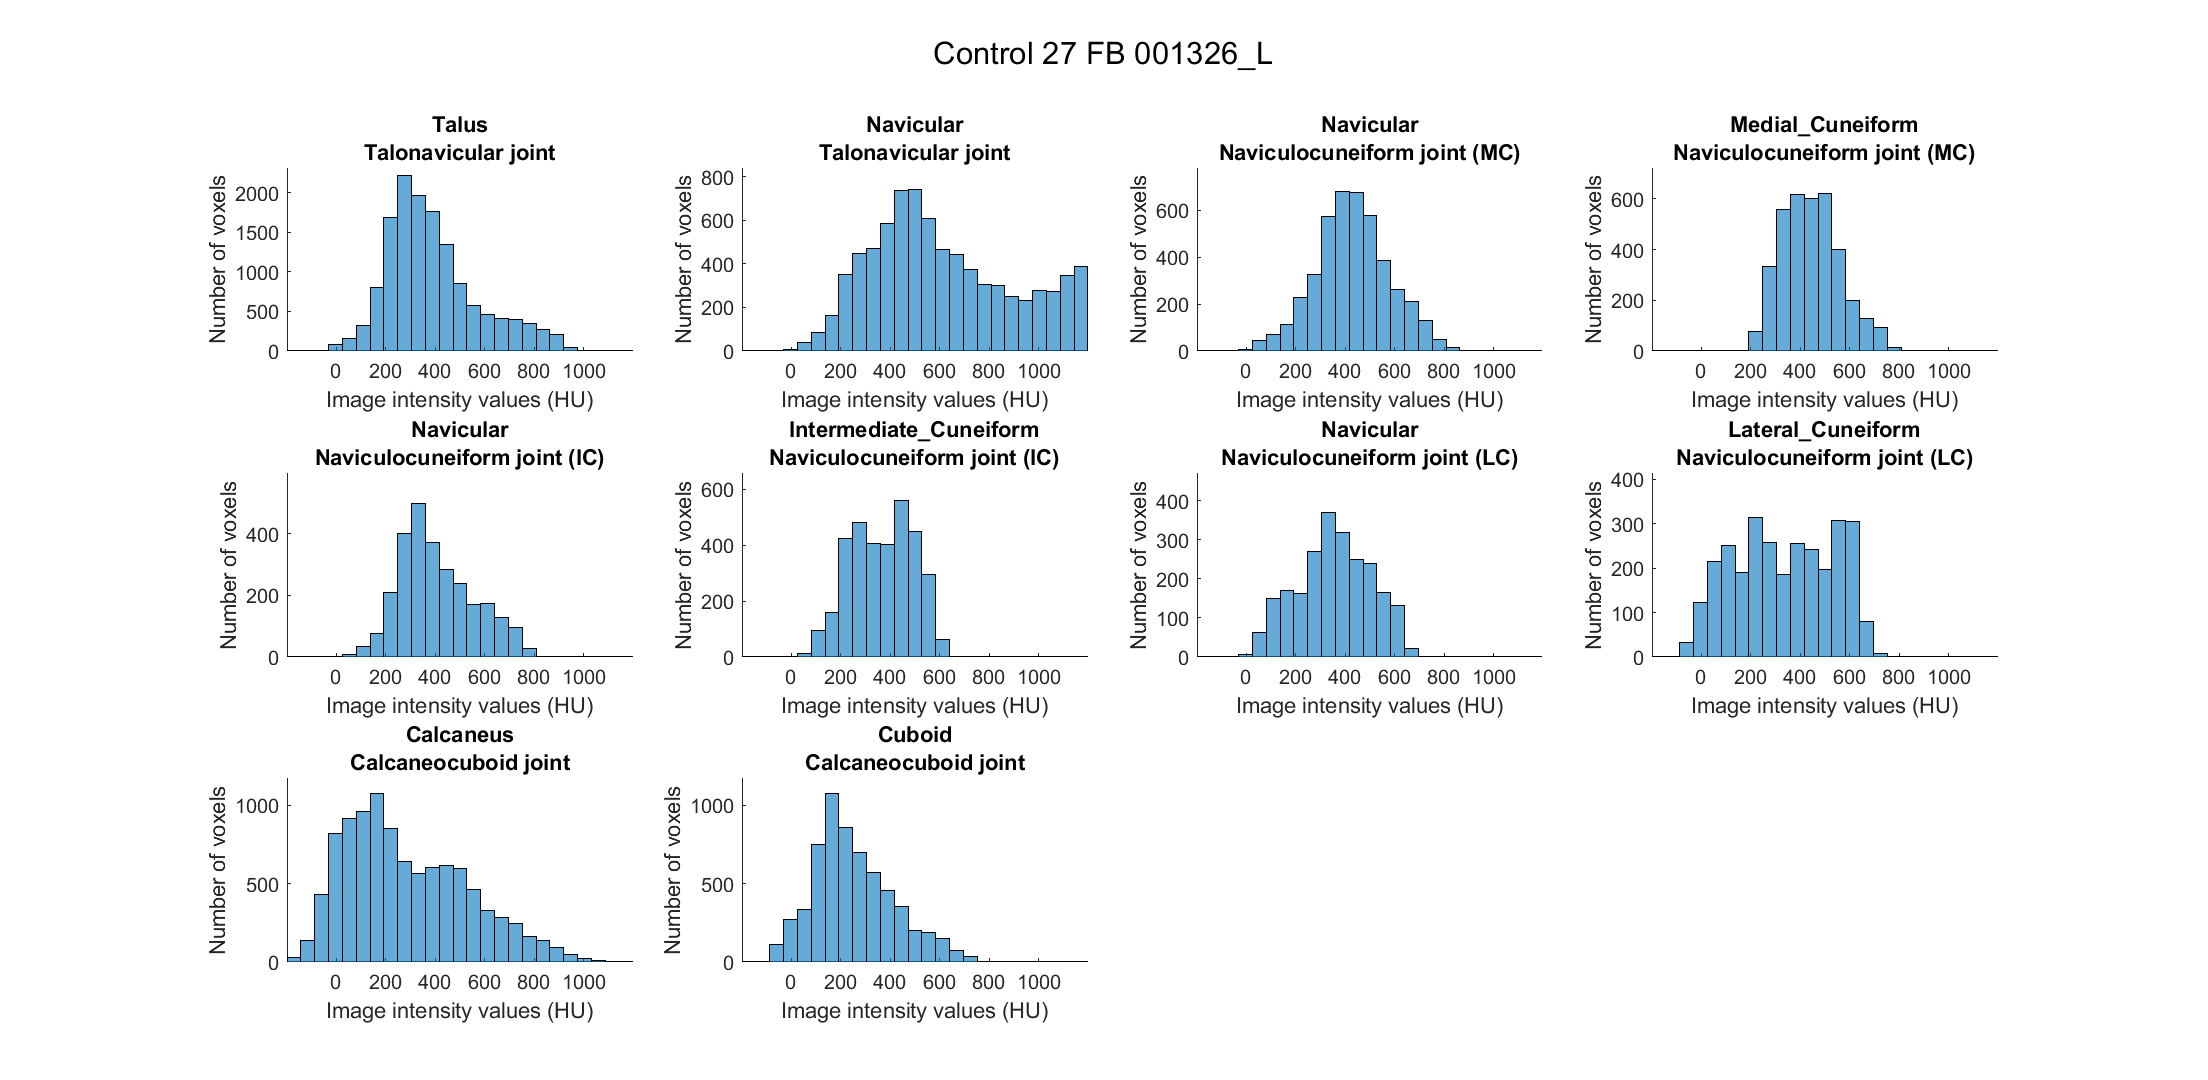 Control 27 FB 001326_L
Talus
Talonavicular joint
Number of voxels
2000
1500
1000
500
0
0 200 400 600 800 1000
Image intensity values (HU)
Navicular
Talonavicular joint
Number of voxels
800
600
400
200
0
0 200 400 600 800 1000
Image intensity values (HU)
Navicular
Naviculocuneiform joint (MC)
Number of voxels
600
400
200
0
0 200 400 600 800 1000
Image intensity values (HU)
Medial_Cuneiform
Naviculocuneiform joint (MC)
Number of voxels
600
400
200
0
0 200 400 600 800 1000
Image intensity values (HU)
Navicular
Naviculocuneiform joint (IC)
Number of voxels
400
200
0
0 200 400 600 800 1000
Image intensity values (HU)
Intermediate_Cuneiform
Naviculocuneiform joint (IC)
Number of voxels
600
400
200
0
0 200 400 600 800 1000
Image intensity values (HU)
Navicular
Naviculocuneiform joint (LC)
Number of voxels
400
300
200
100
0
0 200 400 600 800 1000
Image intensity values (HU)
Lateral_Cuneiform
Naviculocuneiform joint (LC)
Number of voxels
400
300
200
100
0
0 200 400 600 800 1000
Image intensity values (HU)
Calcaneus
Calcaneocuboid joint
Number of voxels
1000
500
0
0 200 400 600 800 1000
Image intensity values (HU)
Cuboid
Calcaneocuboid joint
Number of voxels
1000
500
0
0 200 400 600 800 1000
Image intensity values (HU)